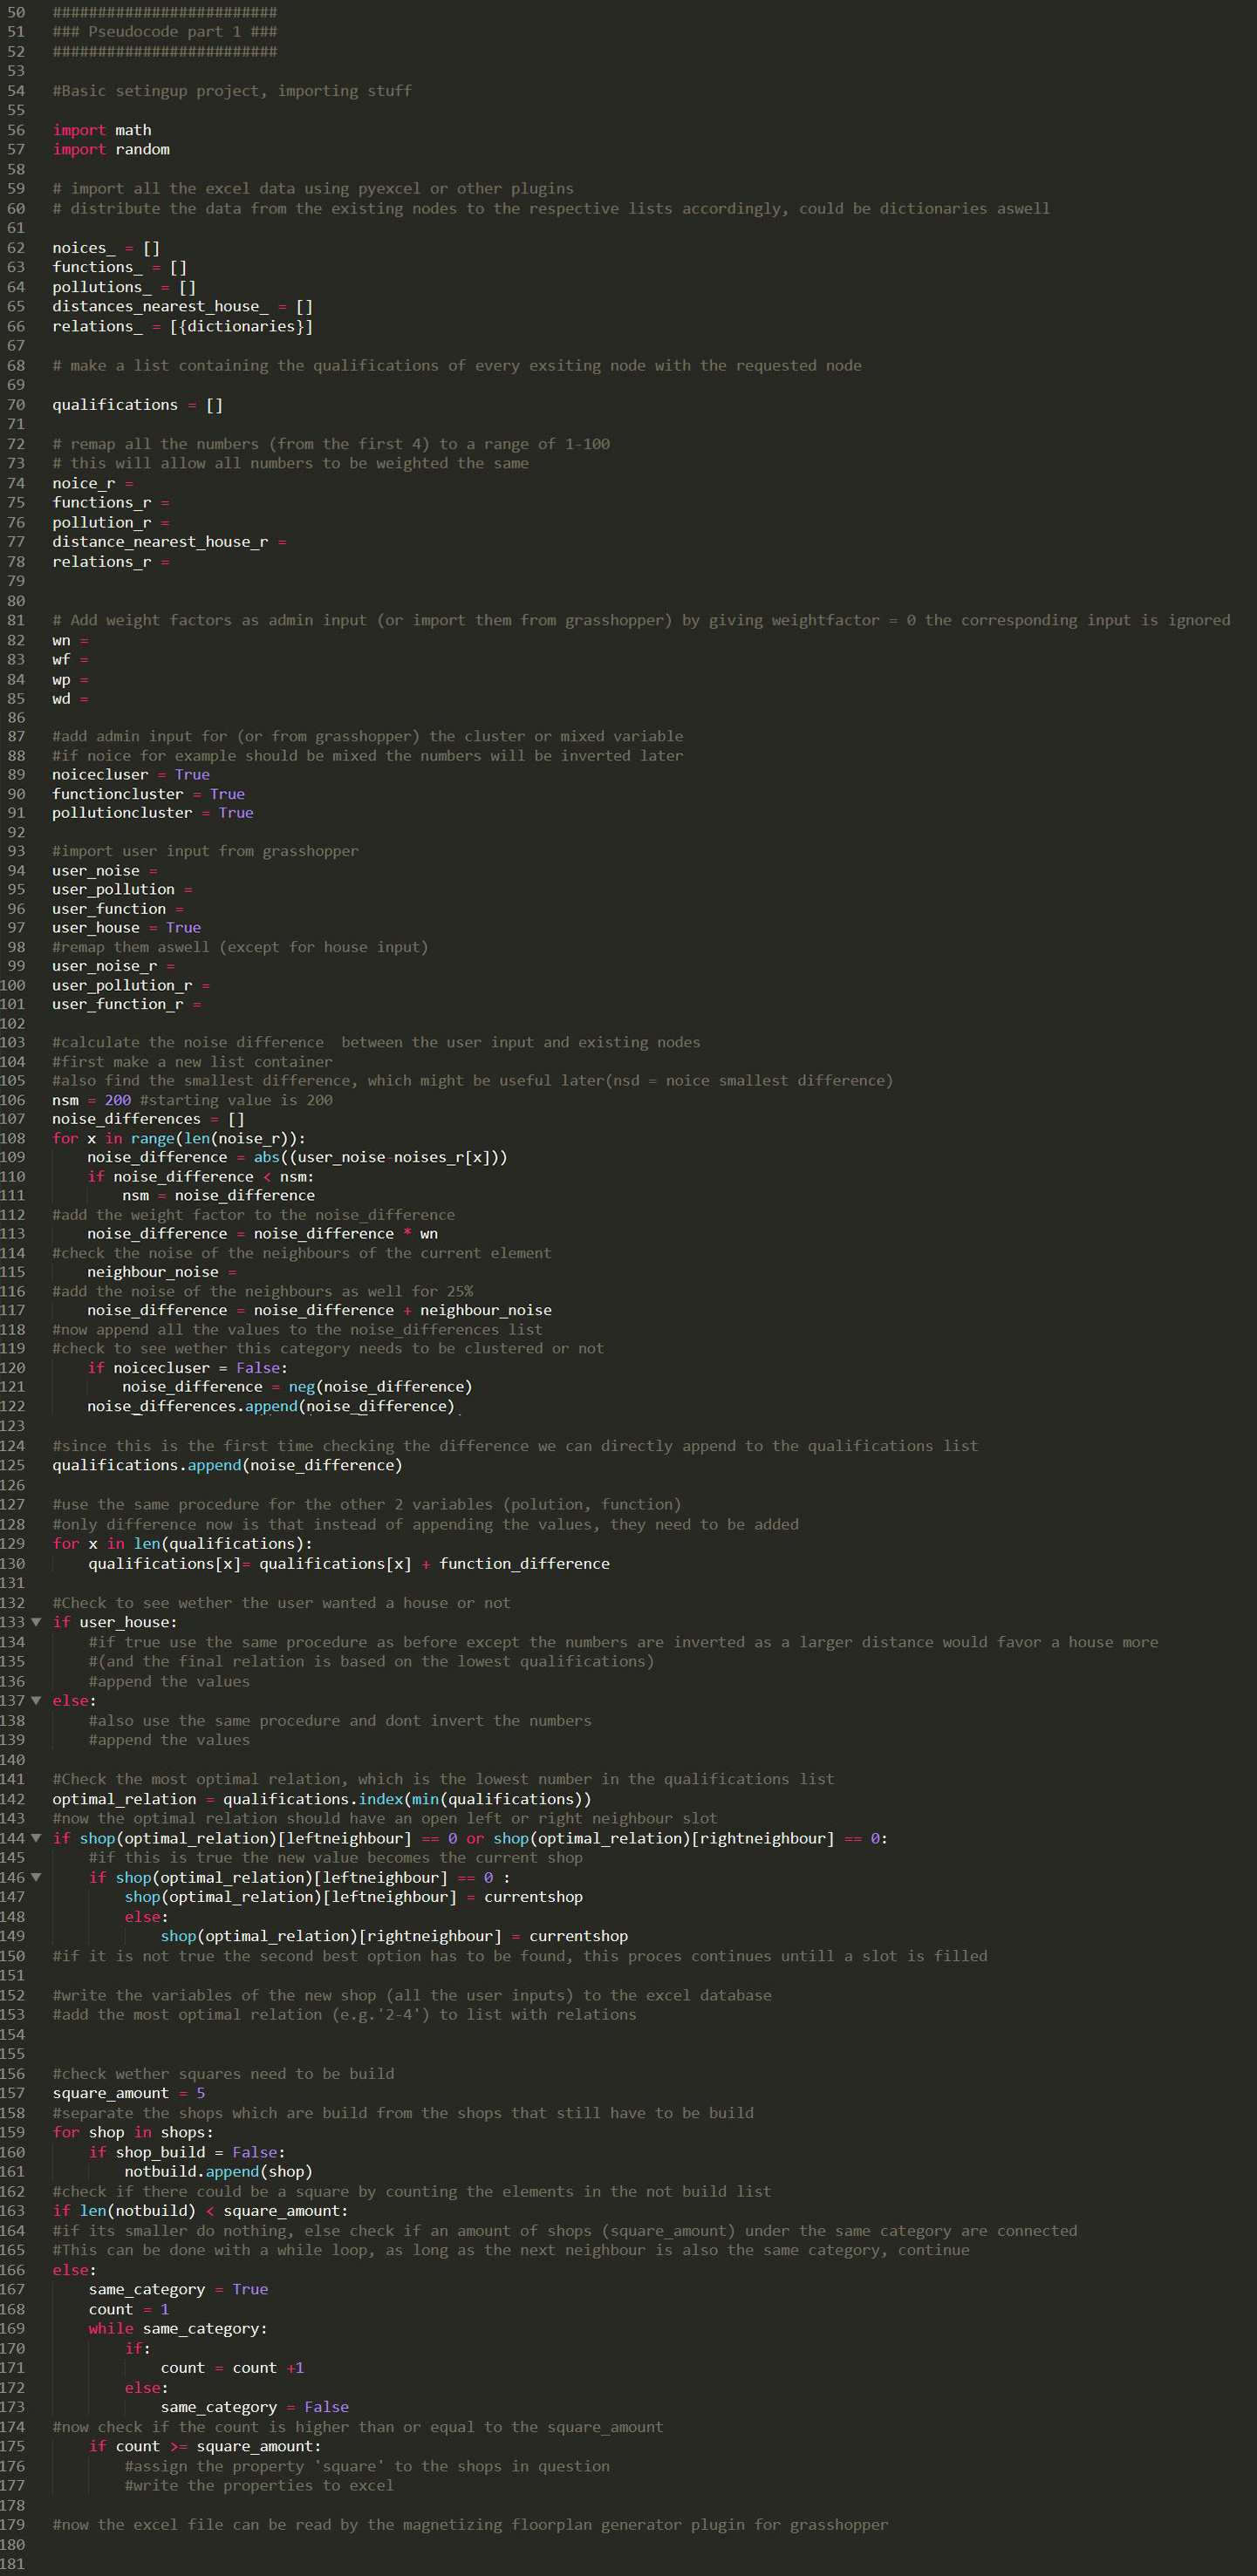 50 #########################
51 ### Pseudocode part 1 ###
52 #########################
53
54 #Basic setingup project, importing stuff
55
56 import math
57 import random
58
59 # import all the excel data using pyexcel or other plugins
60 # distribute the data from the existing nodes to the respective lists accordingly, could be dictionaries aswell
61
62 noices_ = []
63 functions_ = []
64 pollutions_ = []
65 distances_nearest_house_ = []
66 relations_ = [{dictionaries}]
67
68 # make a list containing the qualifications of every exsiting node with the requested node
69
70 qualifications = []
71
72 # remap all the numbers (from the first 4) to a range of 1-100
73 # this will allow all numbers to be weighted the same
74 noice_r =
75 functions_r =
76 pollution_r =
77 distance_nearest_house_r =
78 relations_r =
79
80
81 # Add weight factors as admin input (or import them from grasshopper) by giving weightfactor = 0 the corresponding input is ignored
82 wn =
83 wf =
84 wp =
85 wd =
86
87 #add admin input for (or from grasshopper) the cluster or mixed variable
88 #if noice for example should be mixed the numbers will be inverted later
89 noicecluser = True
90 functioncluster = True
91 pollutioncluster = True
92
93 #import user input from grasshopper
94 user_noise =
95 user_pollution =
96 user_function =
97 user_house = True
98 #remap them aswell (except for house input)
99 user_noise_r =
100 user_pollution_r =
101 user_function_r =
102
103 #calculate the noise difference  between the user input and existing nodes
104 #first make a new list container
105 #also find the smallest difference, which might be useful later(nsd = noice smallest difference)
106 nsm = 200 #starting value is 200
107 noise_differences = []
108 for x in range(len(noise_r)):
109     noise_difference = abs((user_noise-noises_r[x]))
110     if noise_difference < nsm:
111         nsm = noise_difference
112 #add the weight factor to the noise_difference
113     noise_difference = noise_difference * wn
114 #check the noise of the neighbours of the current element
115     neighbour_noise =
116 #add the noise of the neighbours as well for 25%
117     noise_difference = noise_difference + neighbour_noise
118 #now append all the values to the noise_differences list
119 #check to see wether this category needs to be clustered or not
120     if noicecluser = False:
121         noise_difference = neg(noise_difference)
122     noise_differences.append(noise_difference)
123
124 #since this is the first time checking the difference we can directly append to the qualifications list
125 qualifications.append(noise_difference)
126
127 #use the same procedure for the other 2 variables (polution, function)
128 #only difference now is that instead of appending the values, they need to be added
129 for x in len(qualifications):
130     qualifications[x]= qualifications[x] + function_difference
131
132 #Check to see wether the user wanted a house or not
133 ▼ if user_house:
134     #if true use the same procedure as before except the numbers are inverted as a larger distance would favor a house more
135     #(and the final relation is based on the lowest qualifications)
136     #append the values
137 ▼ else:
138     #also use the same procedure and dont invert the numbers
139     #append the values
140
141 #Check the most optimal relation, which is the lowest number in the qualifications list
142 optimal_relation = qualifications.index(min(qualifications))
143 #now the optimal relation should have an open left or right neighbour slot
144 ▼ if shop(optimal_relation)[leftneighbour] == 0 or shop(optimal_relation)[rightneighbour] == 0:
145     #if this is true the new value becomes the current shop
146 ▼     if shop(optimal_relation)[leftneighbour] == 0 :
147         shop(optimal_relation)[leftneighbour] = currentshop
148         else:
149             shop(optimal_relation)[rightneighbour] = currentshop
150 #if it is not true the second best option has to be found, this proces continues untill a slot is filled
151
152 #write the variables of the new shop (all the user inputs) to the excel database
153 #add the most optimal relation (e.g.'2-4') to list with relations
154
155
156 #check wether squares need to be build
157 square_amount = 5
158 #separate the shops which are build from the shops that still have to be build
159 for shop in shops:
160     if shop_build = False:
161         notbuild.append(shop)
162 #check if there could be a square by counting the elements in the not build list
163 if len(notbuild) < square_amount:
164 #if its smaller do nothing, else check if an amount of shops (square_amount) under the same category are connected
165 #This can be done with a while loop, as long as the next neighbour is also the same category, continue
166 else:
167     same_category = True
168     count = 1
169     while same_category:
170         if:
171             count = count +1
172         else:
173             same_category = False
174 #now check if the count is higher than or equal to the square_amount
175     if count >= square_amount:
176         #assign the property 'square' to the shops in question
177         #write the properties to excel
178
179 #now the excel file can be read by the magnetizing floorplan generator plugin for grasshopper
180
181